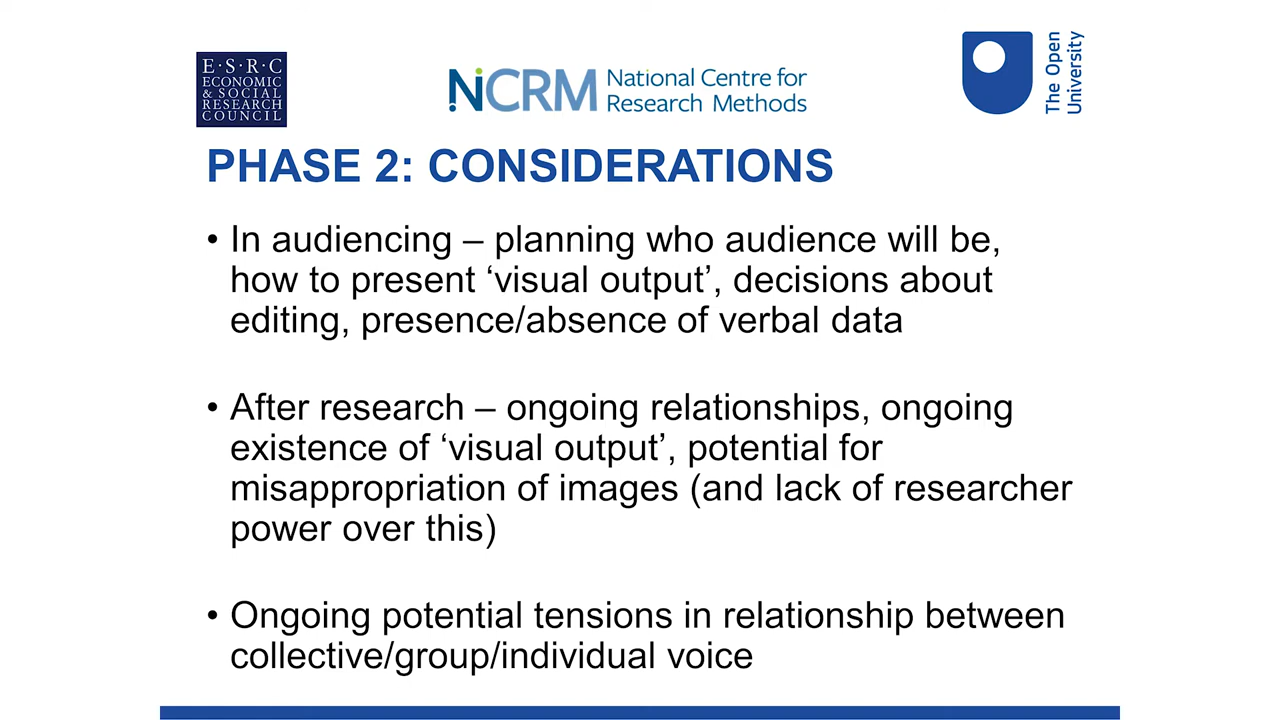 E·S·R·C
ECONOMIC
& SOCIAL
RESEARCH
COUNCIL
NCRM National Centre for
Research Methods
The Open
University
PHASE 2: CONSIDERATIONS
• In audiencing – planning who audience will be,
how to present ‘visual output’, decisions about
editing, presence/absence of verbal data
• After research – ongoing relationships, ongoing
existence of ‘visual output’, potential for
misappropriation of images (and lack of researcher
power over this)
• Ongoing potential tensions in relationship between
collective/group/individual voice